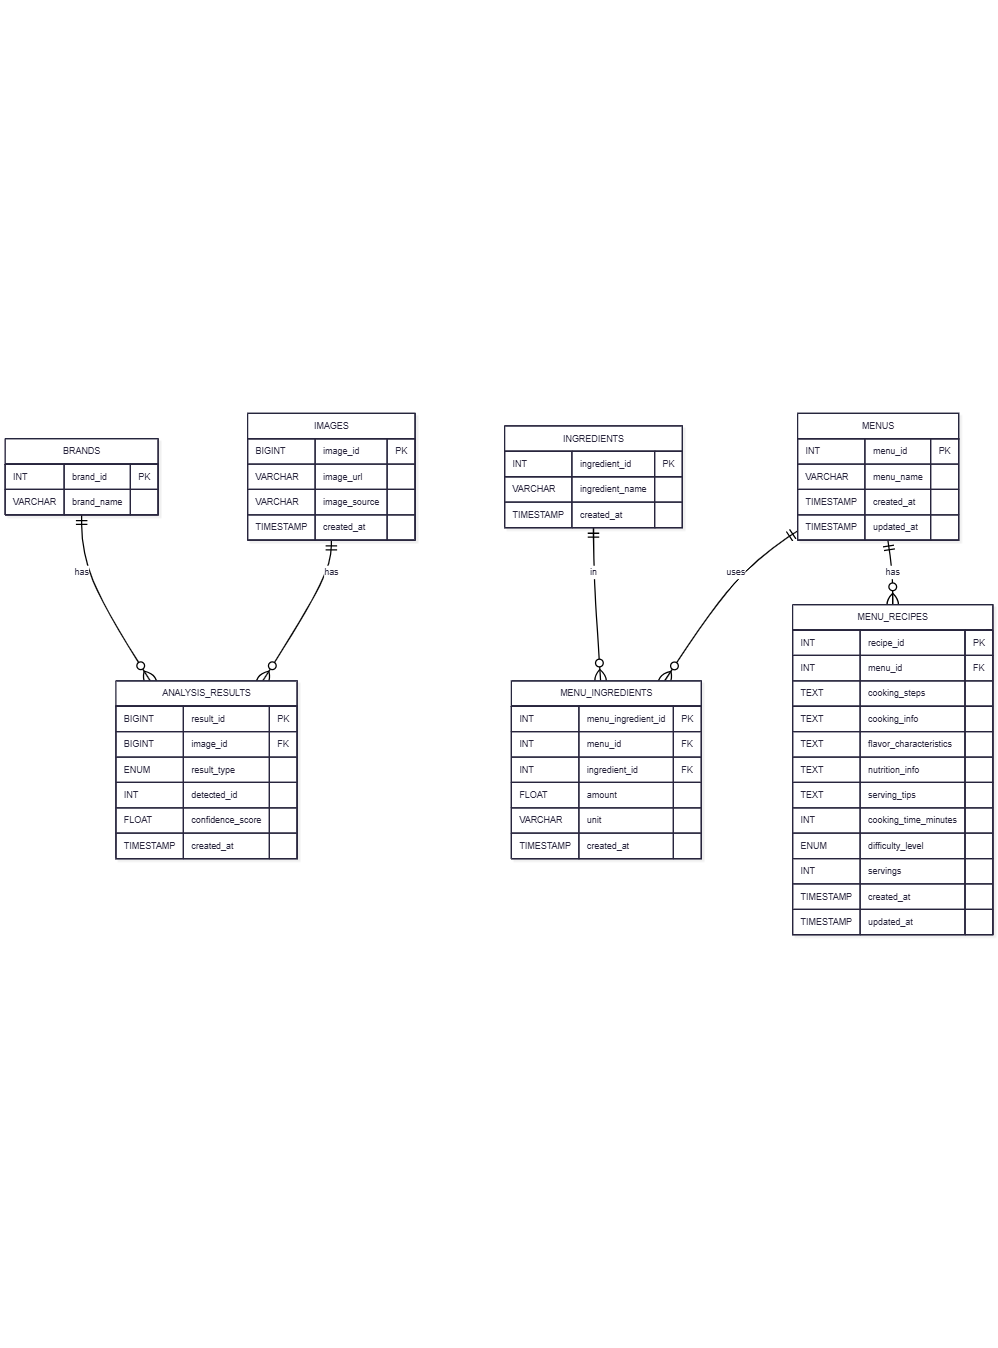 BRANDS
INT brand_id PK
VARCHAR brand_name
IMAGES
BIGINT image_id PK
VARCHAR image_url
VARCHAR image_source
TIMESTAMP created_at
INGREDIENTS
INT ingredient_id PK
VARCHAR ingredient_name
TIMESTAMP created_at
MENUS
INT menu_id PK
VARCHAR menu_name
TIMESTAMP created_at
TIMESTAMP updated_at
has
has
in
uses
has
ANALYSIS_RESULTS
BIGINT result_id PK
BIGINT image_id FK
ENUM result_type
INT detected_id
FLOAT confidence_score
TIMESTAMP created_at
MENU_INGREDIENTS
INT menu_ingredient_id PK
INT menu_id FK
INT ingredient_id FK
FLOAT amount
VARCHAR unit
TIMESTAMP created_at
MENU_RECIPES
INT recipe_id PK
INT menu_id FK
TEXT cooking_steps
TEXT cooking_info
TEXT flavor_characteristics
TEXT nutrition_info
TEXT serving_tips
INT cooking_time_minutes
ENUM difficulty_level
INT servings
TIMESTAMP created_at
TIMESTAMP updated_at